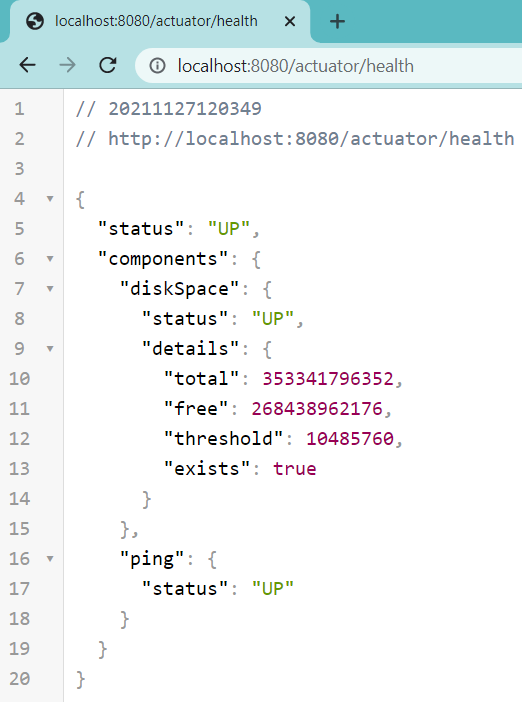 localhost:8080/actuator/health
localhost:8080/actuator/health
1 // 20211127120349
2 // http://localhost:8080/actuator/health
3
4 {
5   "status": "UP",
6   "components": {
7     "diskSpace": {
8       "status": "UP",
9       "details": {
10         "total": 353341796352,
11         "free": 268438962176,
12         "threshold": 10485760,
13         "exists": true
14       }
15     },
16     "ping": {
17       "status": "UP"
18     }
19   }
20 }